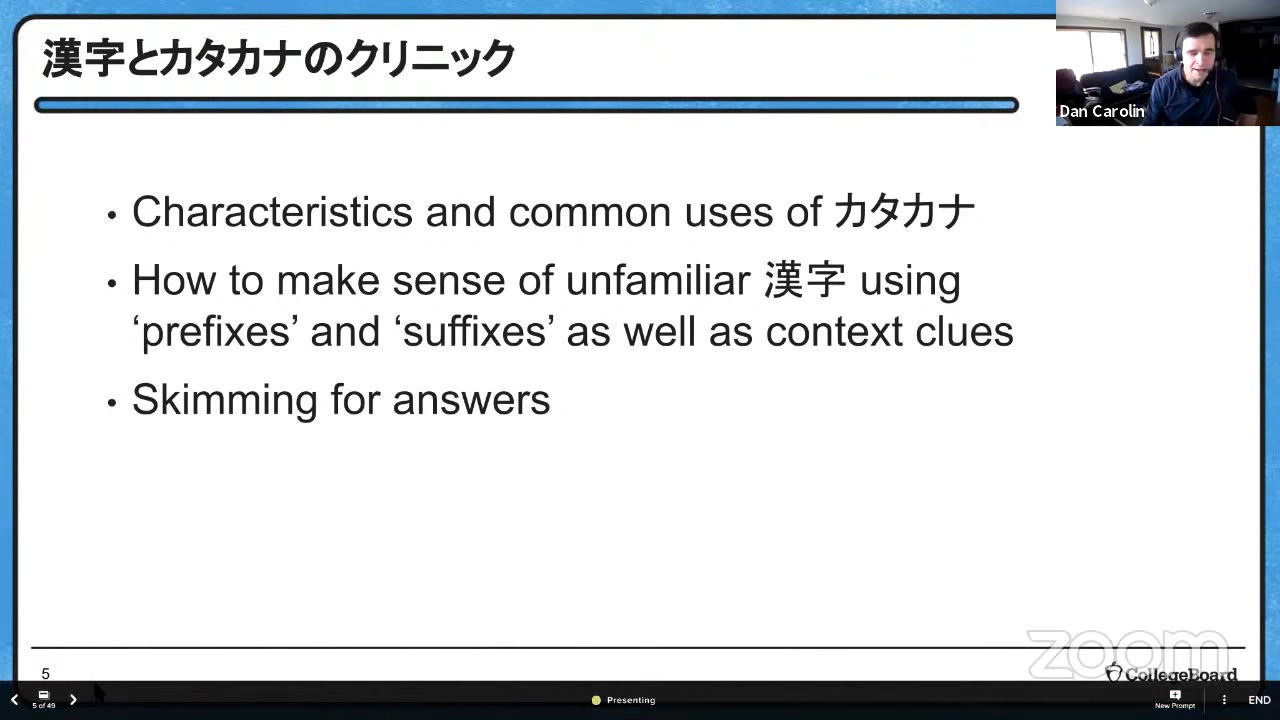 漢字とカタカナのクリニック
Dan Carolin
• Characteristics and common uses of カタカナ
• How to make sense of unfamiliar 漢字 using
‘prefixes’ and ‘suffixes’ as well as context clues
• Skimming for answers
zoom
5
CollegeBoard
5 of 49
Presenting
New Prompt
END